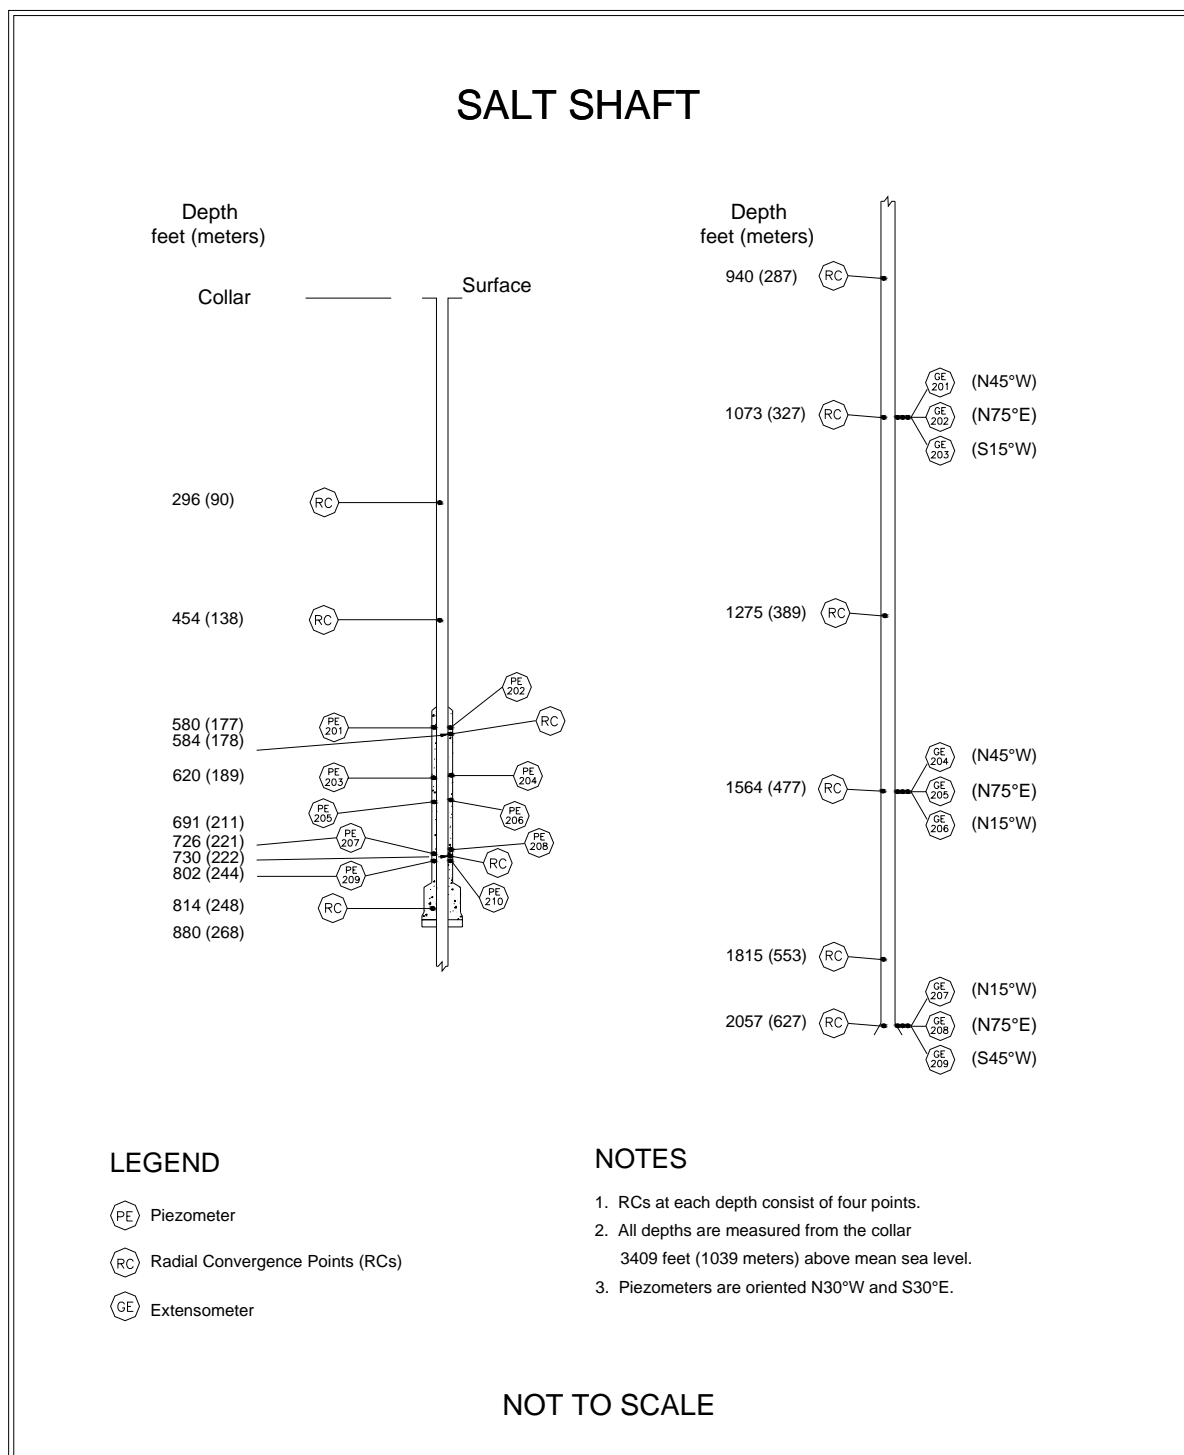 SALT SHAFT
Depth
feet (meters)
Collar
Surface
296 (90)
RC
454 (138)
RC
PE 202
580 (177)
PE 201
RC
584 (178)
620 (189)
PE 203
PE 204
PE 205
PE 206
691 (211)
726 (221)
PE 207
PE 208
730 (222)
RC
802 (244)
PE 209
PE 210
814 (248)
RC
880 (268)
Depth
feet (meters)
940 (287)
RC
GE 201
(N45°W)
1073 (327)
RC
GE 202
(N75°E)
GE 203
(S15°W)
1275 (389)
RC
GE 204
(N45°W)
1564 (477)
RC
GE 205
(N75°E)
GE 206
(N15°W)
1815 (553)
RC
GE 207
(N15°W)
2057 (627)
RC
GE 208
(N75°E)
GE 209
(S45°W)
LEGEND
PE Piezometer
RC Radial Convergence Points (RCs)
GE Extensometer
NOTES
1. RCs at each depth consist of four points.
2. All depths are measured from the collar
3409 feet (1039 meters) above mean sea level.
3. Piezometers are oriented N30°W and S30°E.
NOT TO SCALE